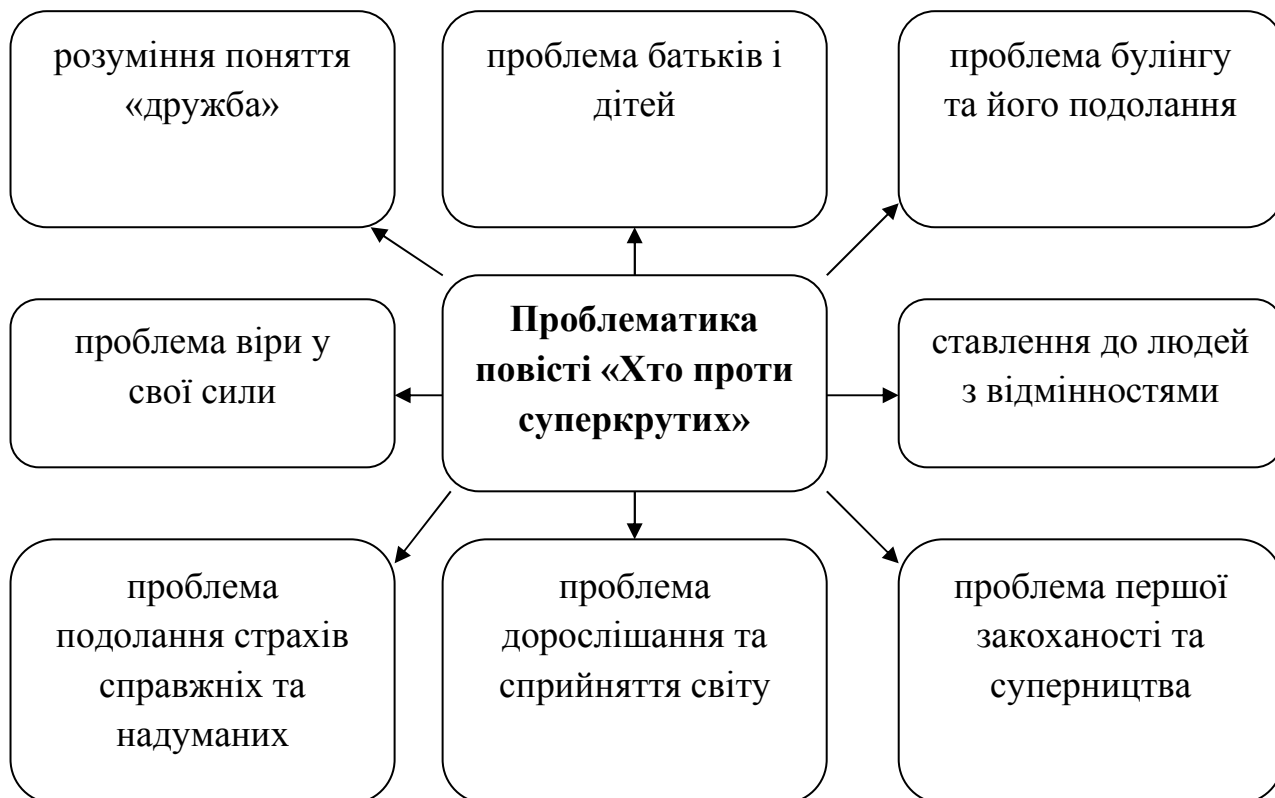 розуміння поняття
«дружба»
проблема батьків і
дітей
проблема булінгу
та його подолання
проблема віри у
свої сили
Проблематика
повісті «Хто проти
суперкрутих»
ставлення до людей
з відмінностями
проблема
подолання страхів
справжніх та
надуманих
проблема
дорослішання та
сприйняття світу
проблема першої
закоханості та
суперництва